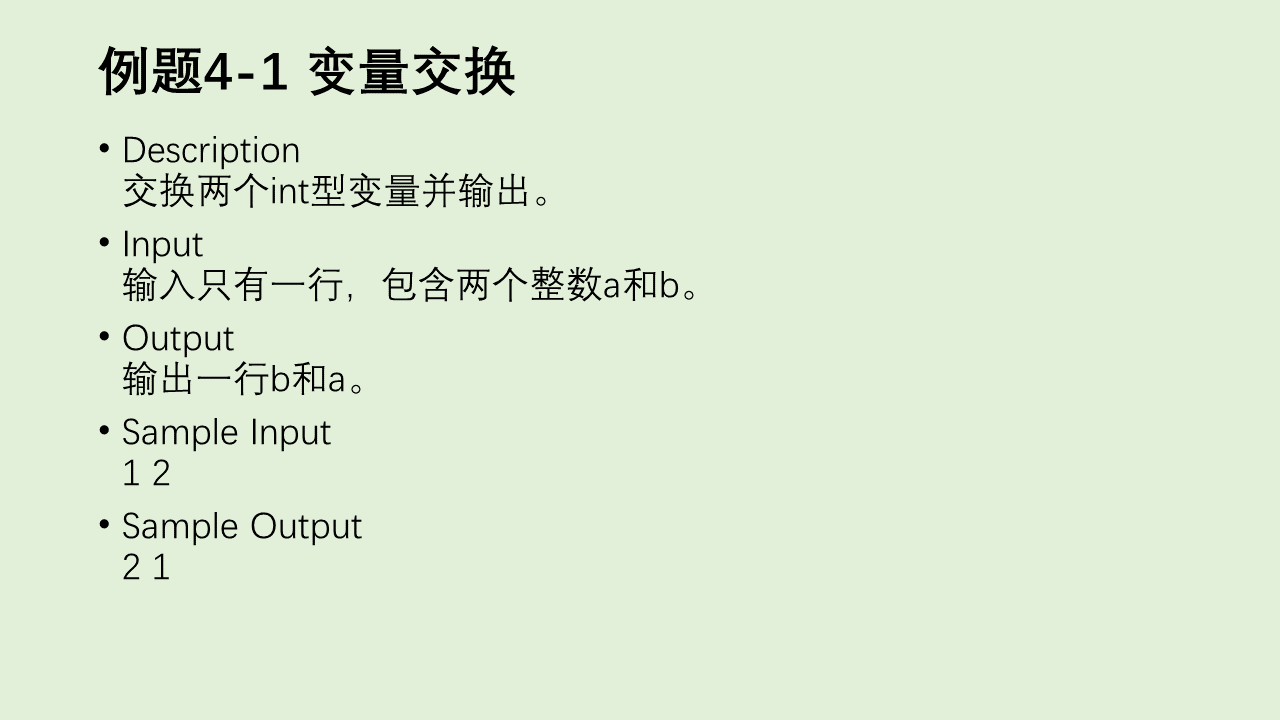 例题4-1 变量交换
• Description
交换两个int型变量并输出。
• Input
输入只有一行，包含两个整数a和b。
• Output
输出一行b和a。
• Sample Input
1 2
• Sample Output
2 1